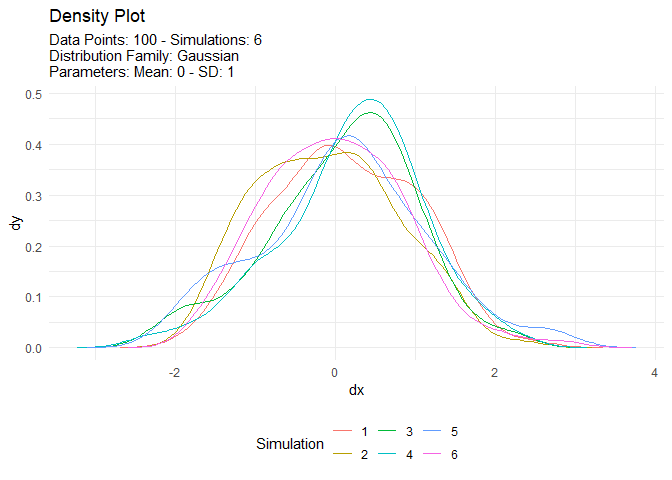 Density Plot
Data Points: 100 - Simulations: 6
Distribution Family: Gaussian
Parameters: Mean: 0 - SD: 1
0.5
0.4
0.3
0.2
0.1
0.0
dy
-2 0 2 4
dx
Simulation
1 3 5
2 4 6